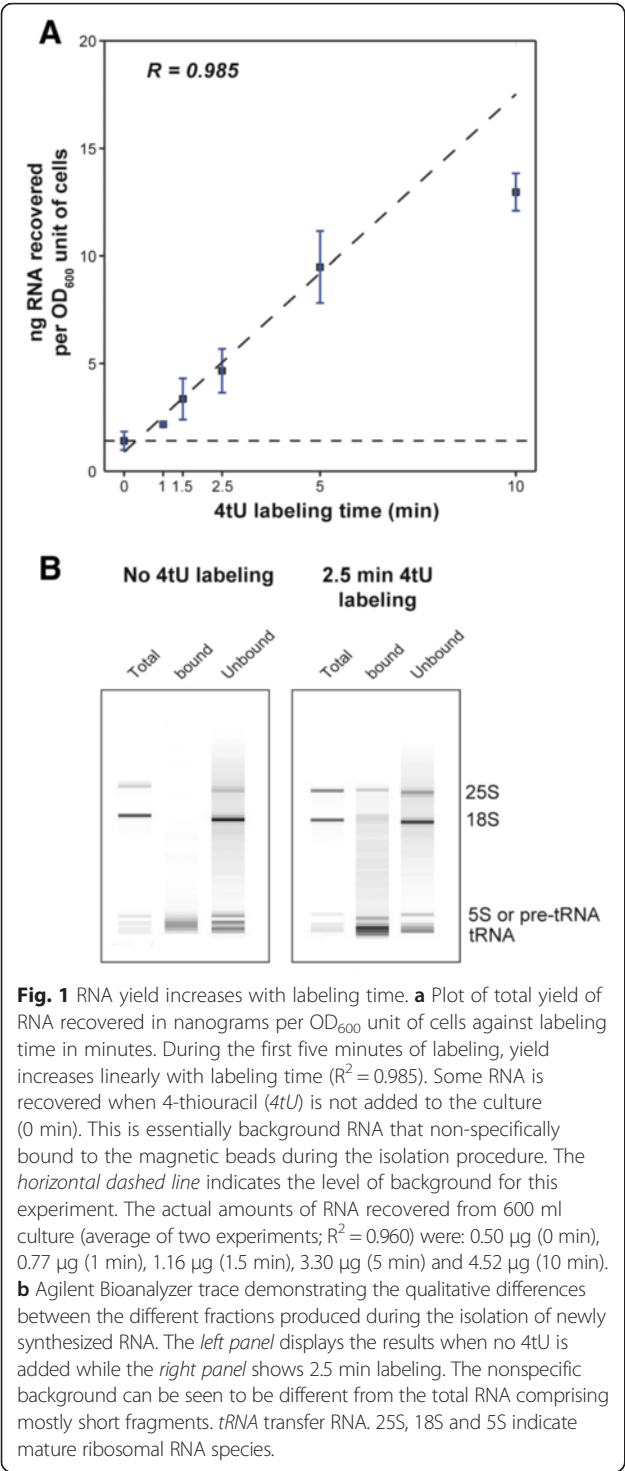 A
20
R = 0.985
15
ng RNA recovered
per OD600 unit of cells
10
5
0
0 1 1.5 2.5 5 10
4tU labeling time (min)
B
No 4tU labeling
2.5 min 4tU
labeling
Total bound Unbound Total bound Unbound
25S
18S
5S or pre-tRNA
tRNA
Fig. 1 RNA yield increases with labeling time. a Plot of total yield of
RNA recovered in nanograms per OD600 unit of cells against labeling
time in minutes. During the first five minutes of labeling, yield
increases linearly with labeling time (R2 = 0.985). Some RNA is
recovered when 4-thiouracil (4tU) is not added to the culture
(0 min). This is essentially background RNA that non-specifically
bound to the magnetic beads during the isolation procedure. The
horizontal dashed line indicates the level of background for this
experiment. The actual amounts of RNA recovered from 600 ml
culture (average of two experiments; R2 = 0.960) were: 0.50 μg (0 min),
0.77 μg (1 min), 1.16 μg (1.5 min), 3.30 μg (5 min) and 4.52 μg (10 min).
b Agilent Bioanalyzer trace demonstrating the qualitative differences
between the different fractions produced during the isolation of newly
synthesized RNA. The left panel displays the results when no 4tU is
added while the right panel shows 2.5 min labeling. The nonspecific
background can be seen to be different from the total RNA comprising
mostly short fragments. tRNA transfer RNA. 25S, 18S and 5S indicate
mature ribosomal RNA species.